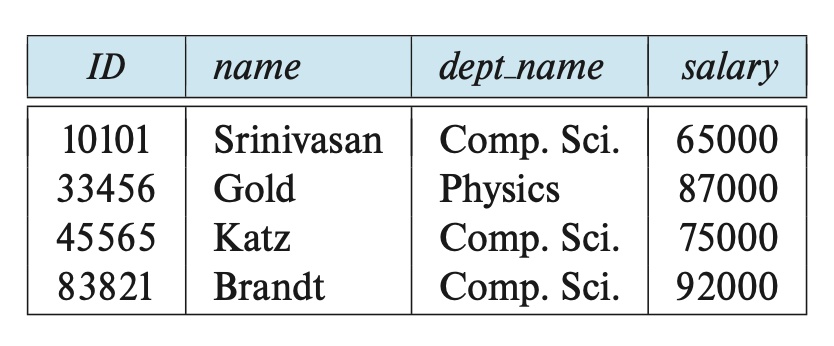 ID name dept_name salary
10101 Srinivasan Comp. Sci. 65000
33456 Gold Physics 87000
45565 Katz Comp. Sci. 75000
83821 Brandt Comp. Sci. 92000